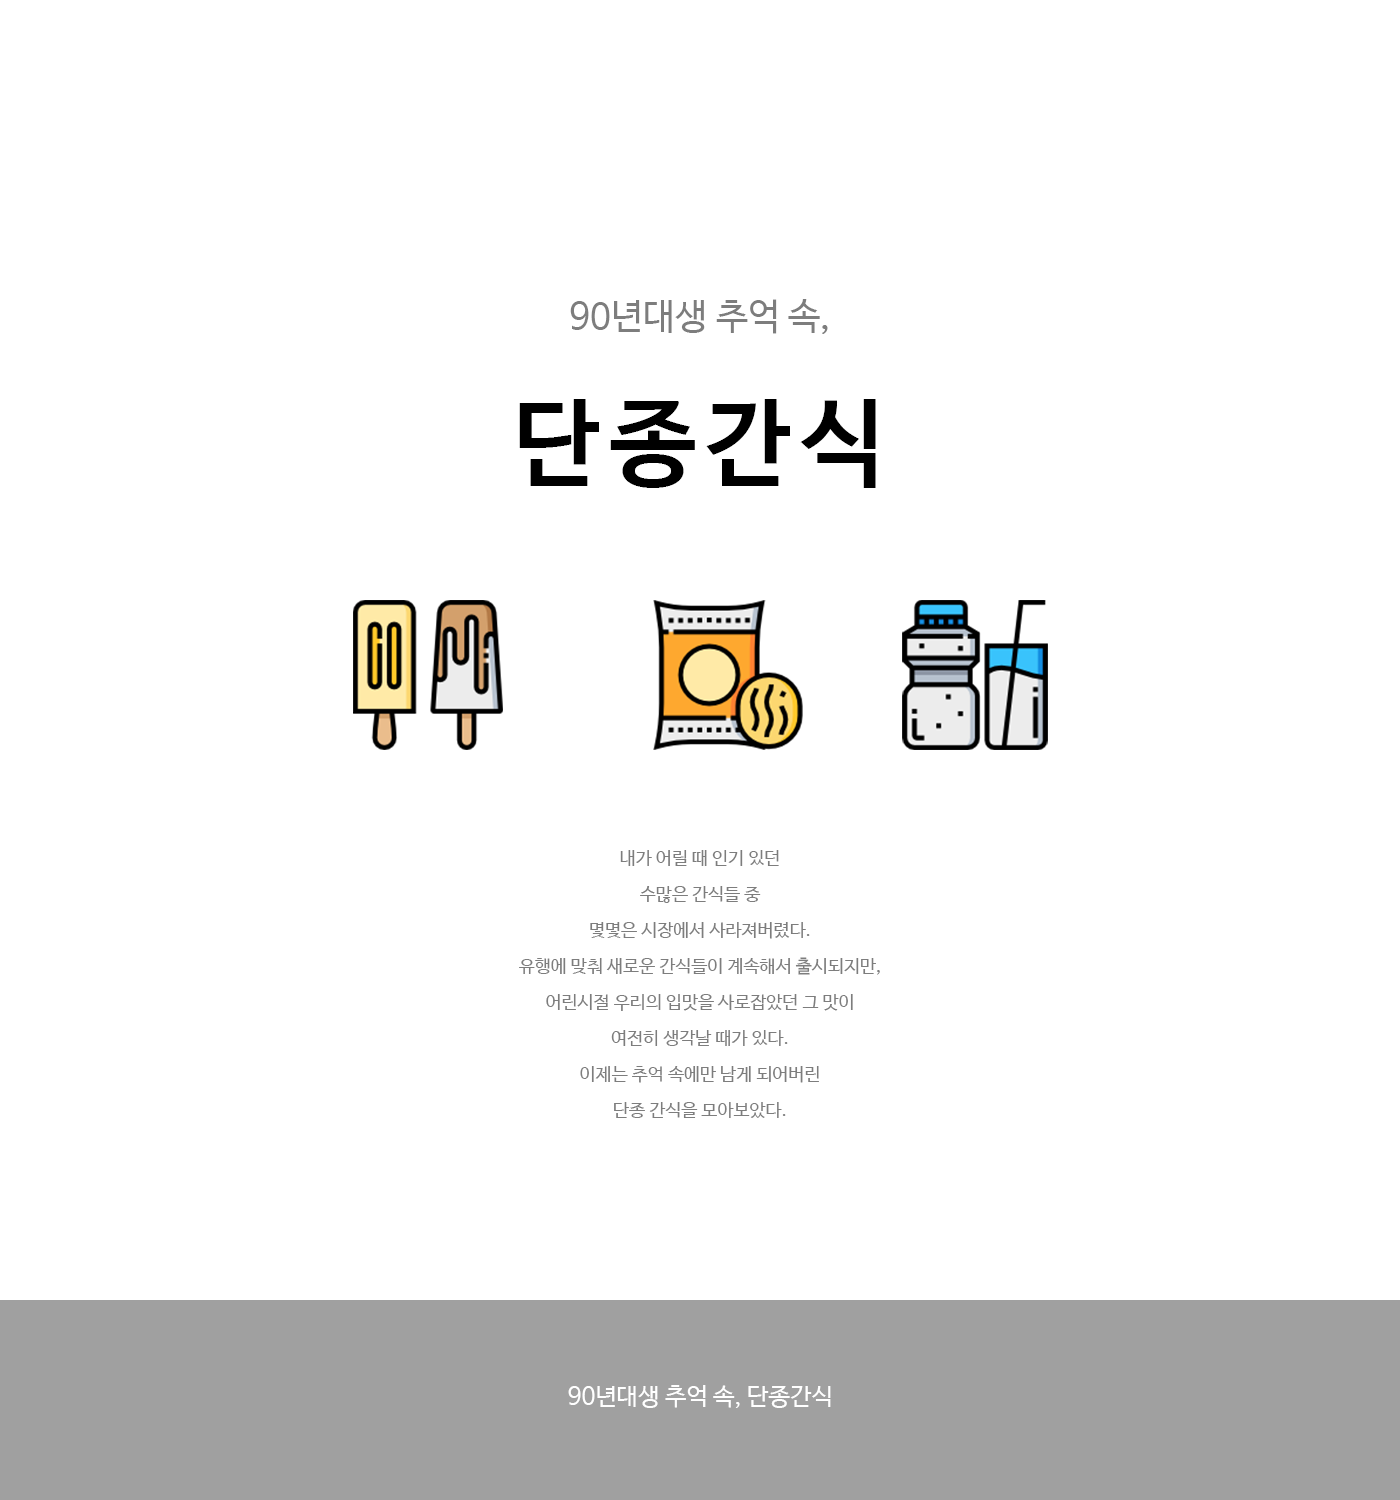 90년대생 추억 속,
단종간식
내가 어릴 때 인기 있던
수많은 간식들 중
몇몇은 시장에서 사라져버렸다.
유행에 맞춰 새로운 간식들이 계속해서 출시되지만,
어린시절 우리의 입맛을 사로잡았던 그 맛이
여전히 생각날 때가 있다.
이제는 추억 속에만 남게 되어버린
단종 간식을 모아보았다.
90년대생 추억 속, 단종간식